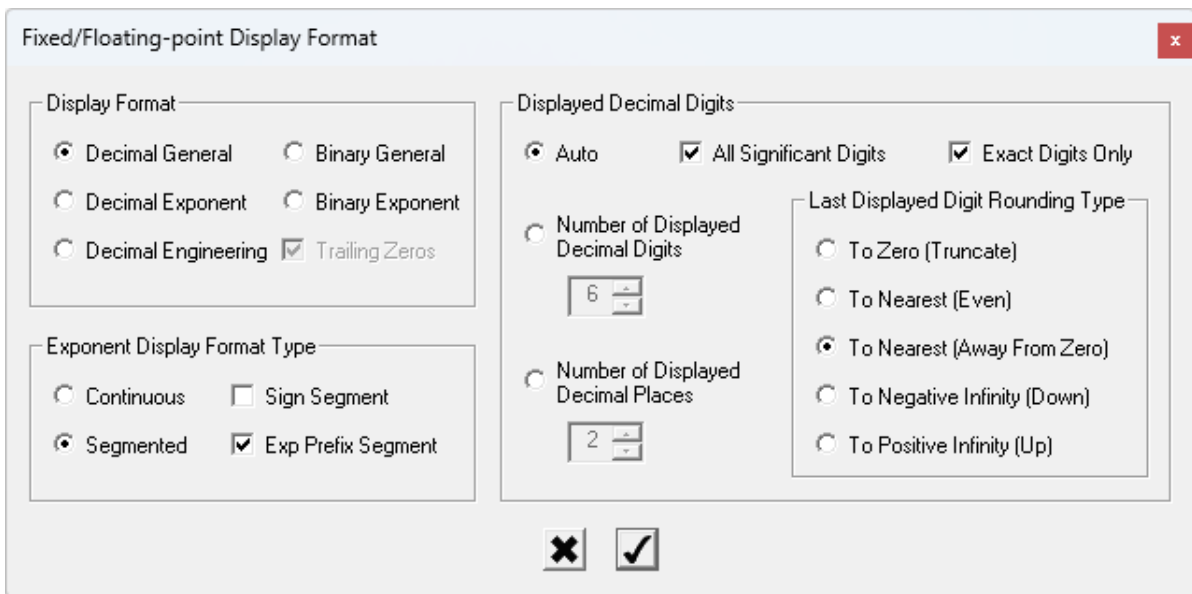 Fixed/Floating-point Display Format
x
Display Format
Decimal General
Binary General
Decimal Exponent
Binary Exponent
Decimal Engineering
Trailing Zeros
Exponent Display Format Type
Continuous
Sign Segment
Segmented
Exp Prefix Segment
Displayed Decimal Digits
Auto
All Significant Digits
Exact Digits Only
Number of Displayed
Decimal Digits
6
Number of Displayed
Decimal Places
2
Last Displayed Digit Rounding Type
To Zero (Truncate)
To Nearest (Even)
To Nearest (Away From Zero)
To Negative Infinity (Down)
To Positive Infinity (Up)